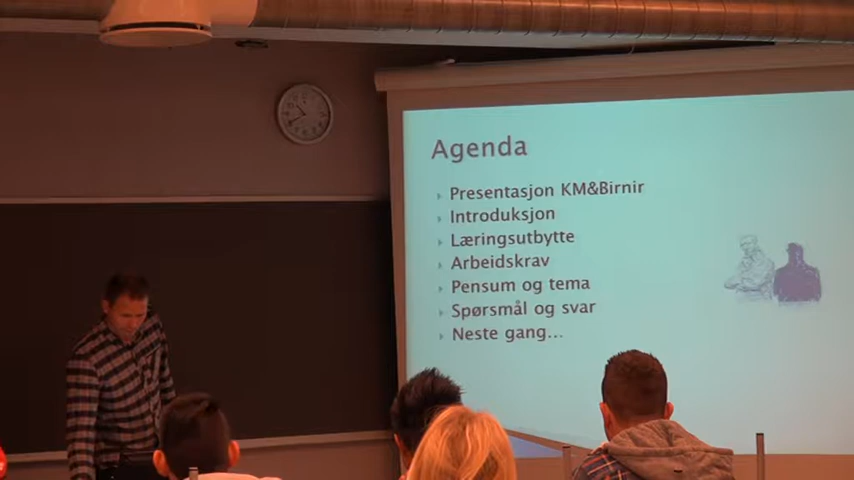 Agenda
Presentasjon KM&Birnir
Introduksjon
Læringsutbytte
Arbeidskrav
Pensum og tema
Spørsmål og svar
Neste gang...